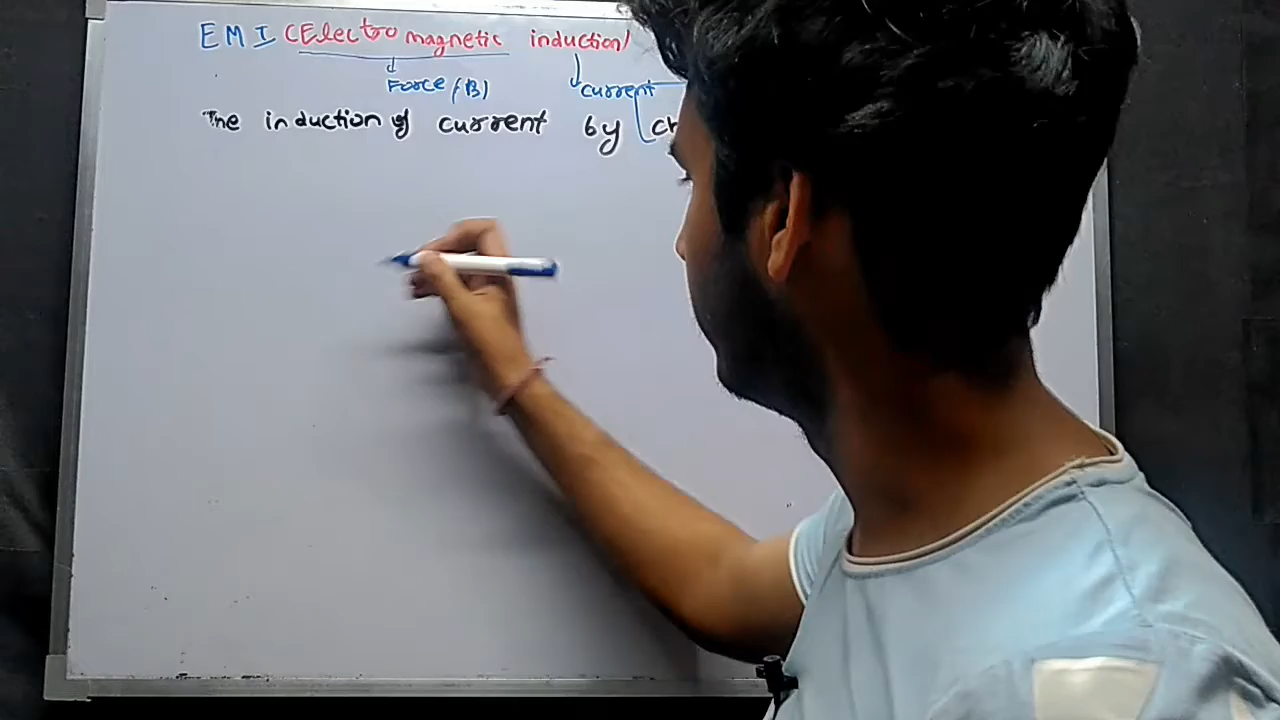 EMI (Electro magnetic induction)
Force (B) current
The induction of current by